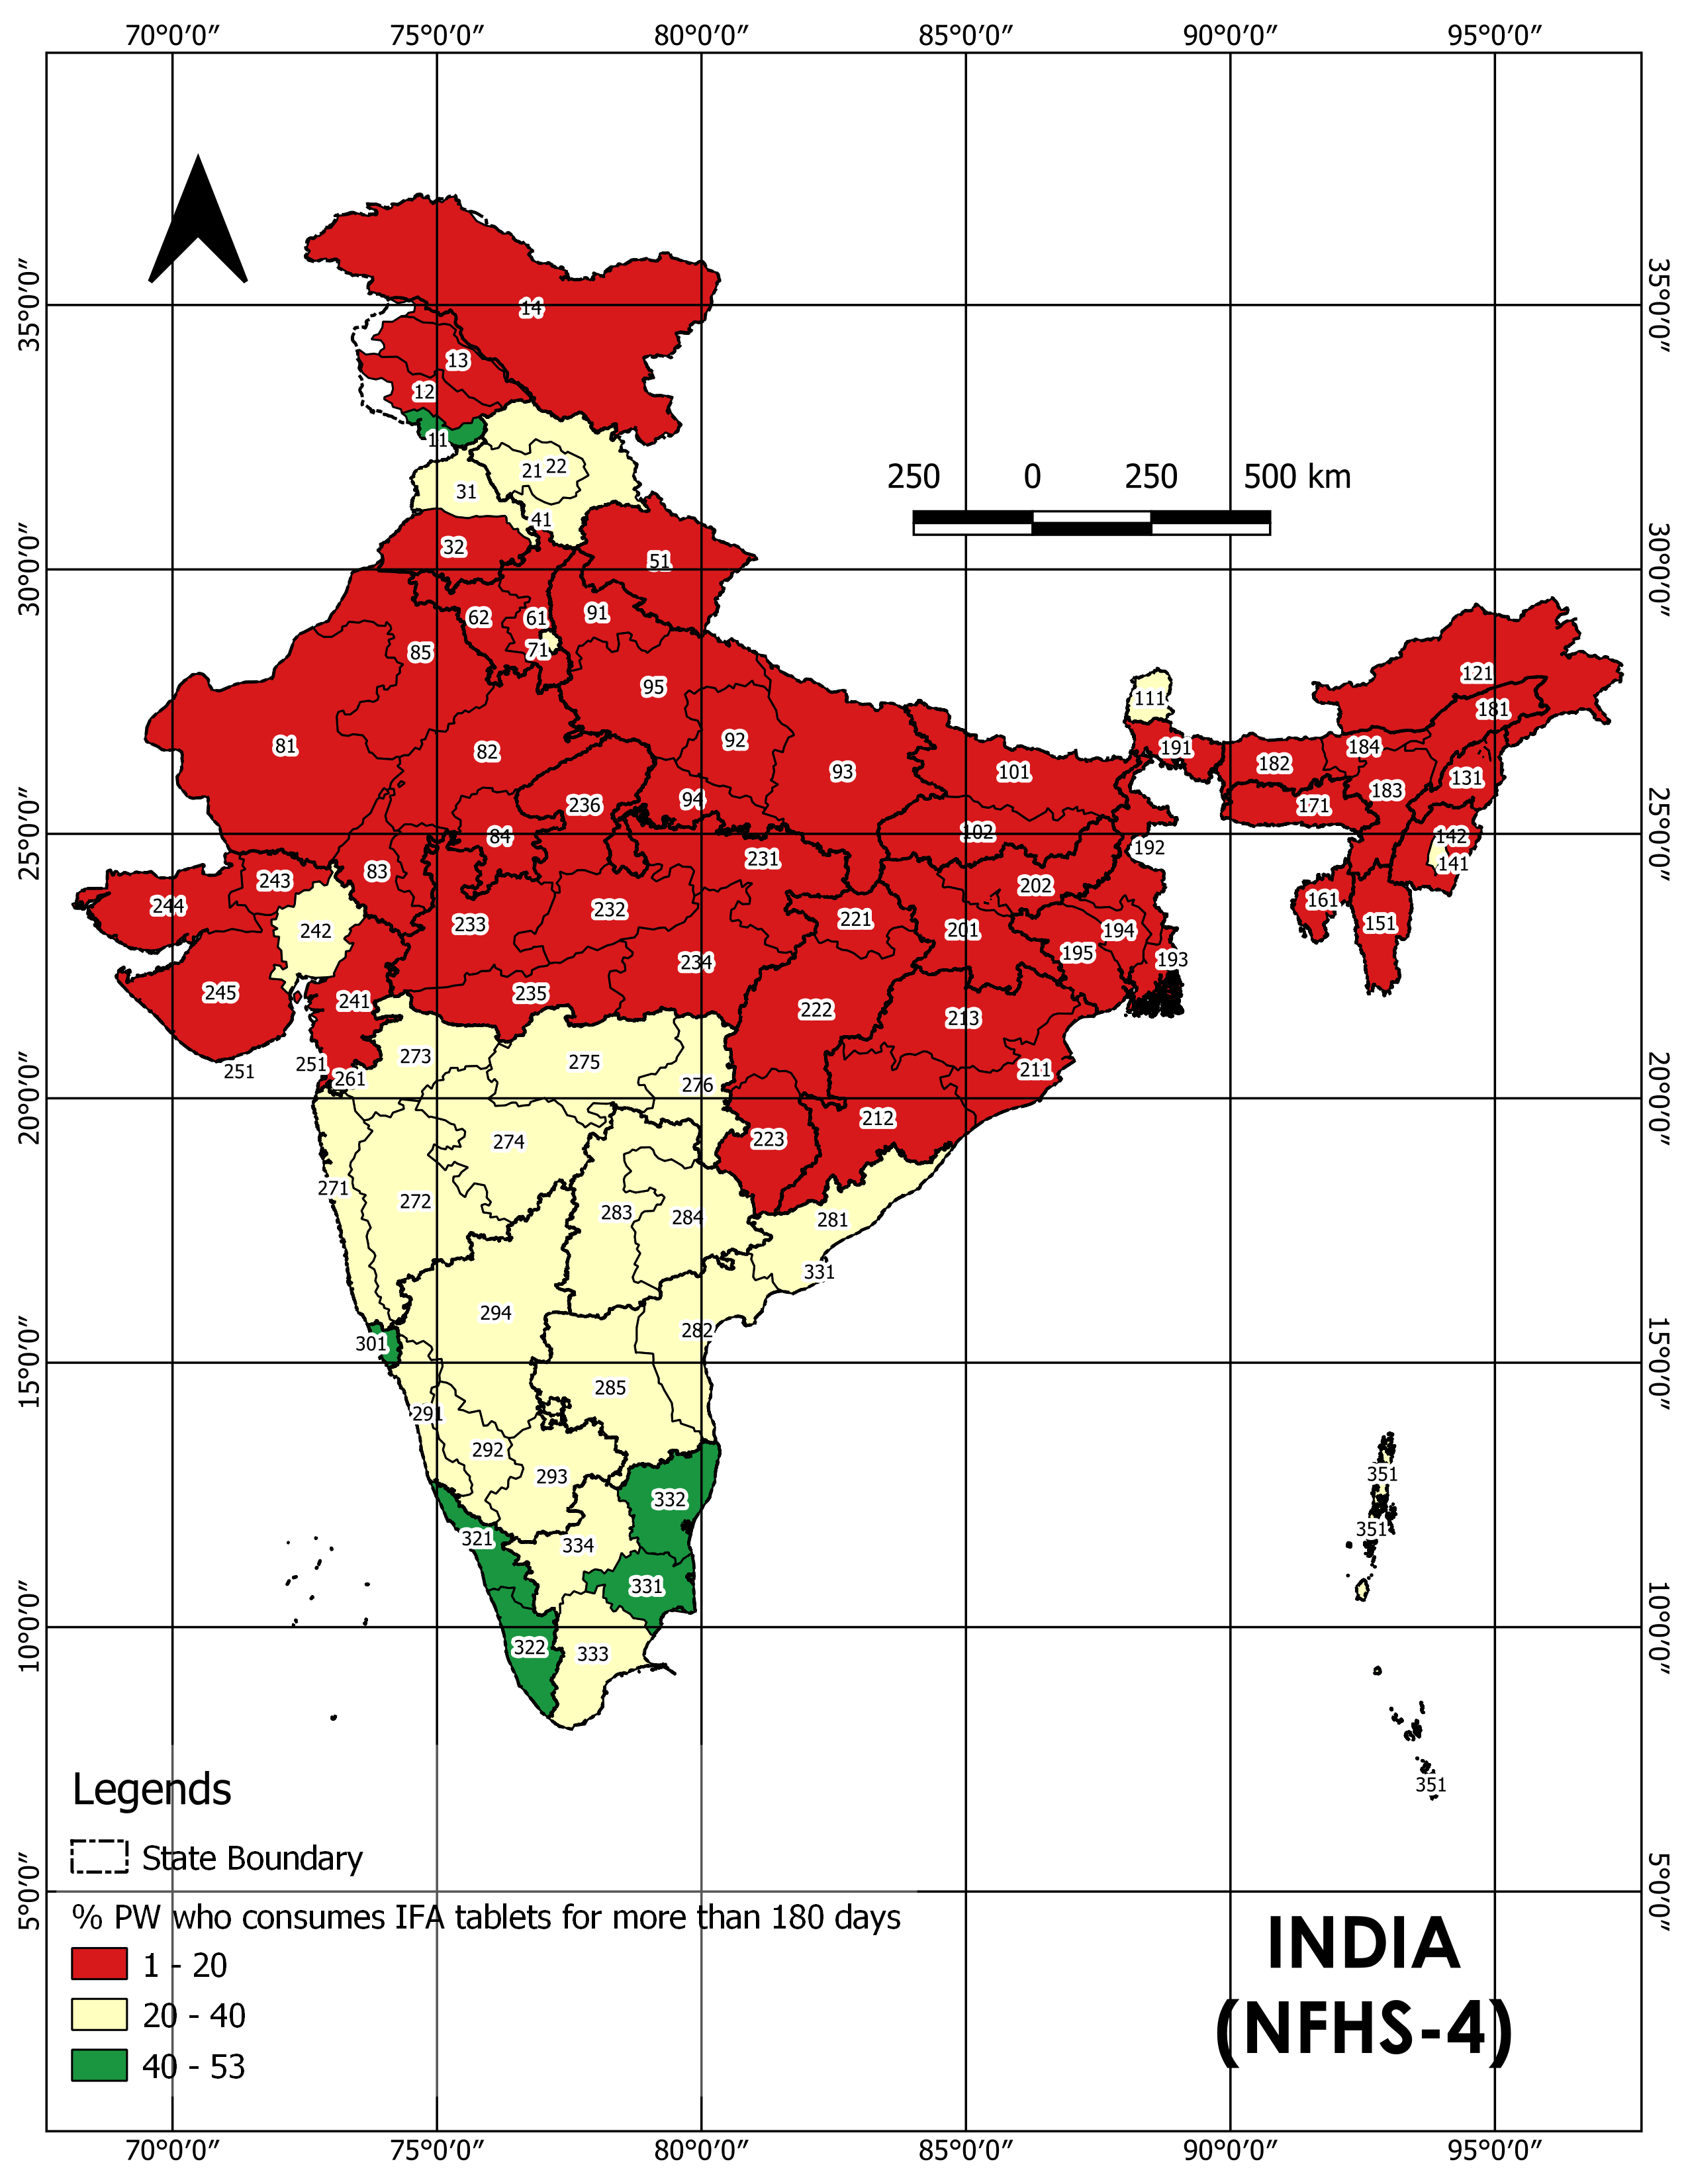 70°0′0″ 75°0′0″ 80°0′0″ 85°0′0″ 90°0′0″ 95°0′0″
35°0′0″ 35°0′0″
14
13
12
11
250 0 250 500 km
21 22
31
41
32
51
30°0′0″ 30°0′0″
62 61 91
71
85
95
121
111
181
81 82 92 93 101 191 182 184
236 94 171 183 131
25°0′0″ 25°0′0″
84 102 142
231 192 141
243 83 202
244 161
242 233 232 221 201 194 151
195 193
234
245 241 235
222 213
251 251 261 273 275 276 211
20°0′0″ 20°0′0″
274 223 212
271 272 283 284 281
331
294
301 282
15°0′0″ 15°0′0″
285
291
292 293
332 351
321 334 351
331
10°0′0″ 10°0′0″
322 333
351
Legends
State Boundary
5°0′0″ 5°0′0″
% PW who consumes IFA tablets for more than 180 days
1 - 20
20 - 40
40 - 53
INDIA
(NFHS-4)
70°0′0″ 75°0′0″ 80°0′0″ 85°0′0″ 90°0′0″ 95°0′0″